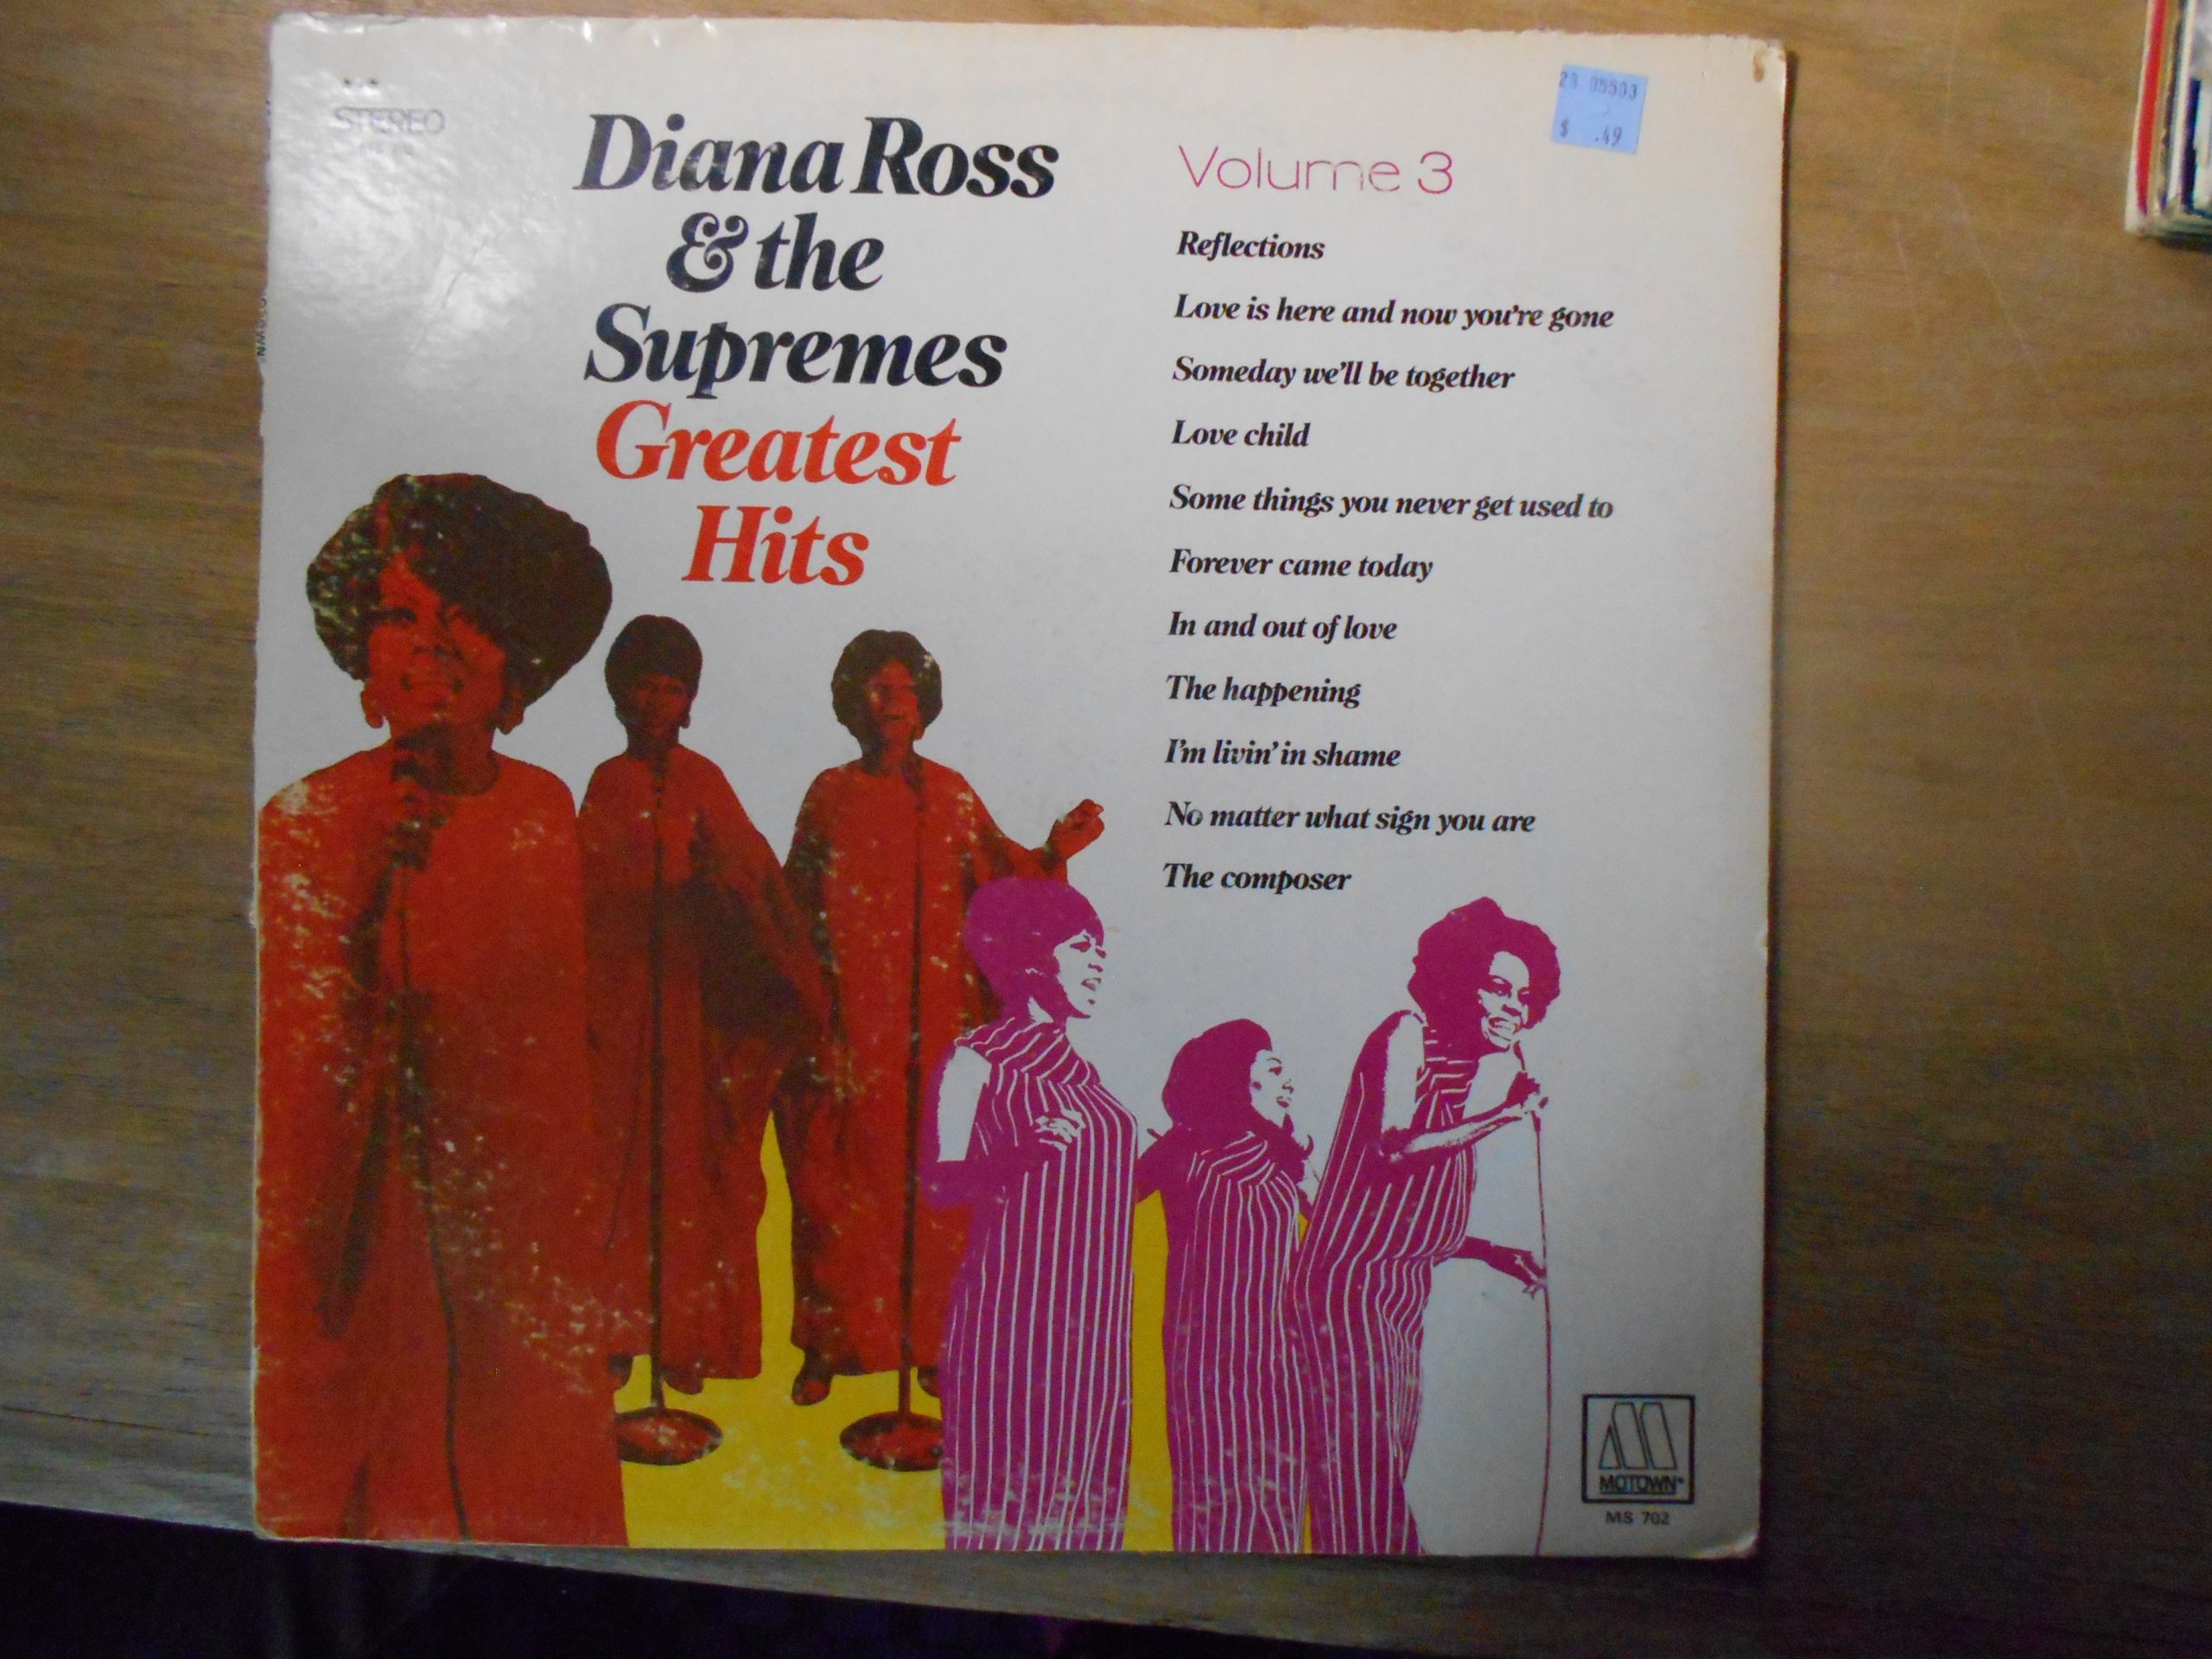 STEREO
Diana Ross
& the
Supremes
Greatest
Hits
23 05503
$ .49
Volume 3
Reflections
Love is here and now you're gone
Someday we'll be together
Love child
Some things you never get used to
Forever came today
In and out of love
The happening
I'm livin' in shame
No matter what sign you are
The composer
MOTOWN®
MS 702